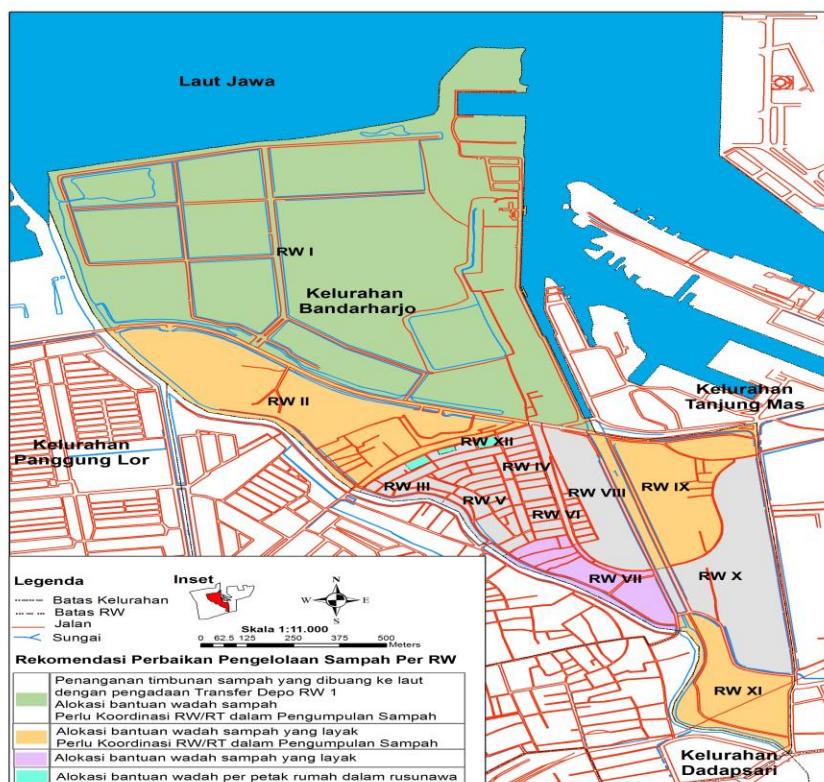 Laut Jawa
RW I
Kelurahan
Bandarharjo
Kelurahan
Tanjung Mas
RW II
Kelurahan
Panggung Lor
RW XII
RW III
RW IV
RW V
RW VI
RW VIII
RW IX
RW VII
RW X
RW XI
Kelurahan
Dadapsari
Legenda
Batas Kelurahan
Batas RW
Jalan
Sungai
Inset
N
W
E
S
Skala 1:11.000
0 62.5 125 250 375 500
Meters
Rekomendasi Perbaikan Pengelolaan Sampah Per RW
Penanganan timbunan sampah yang dibuang ke laut
dengan pengadaan Transfer Depo RW 1
Alokasi bantuan wadah sampah
Perlu Koordinasi RW/RT dalam Pengumpulan Sampah
Alokasi bantuan wadah sampah yang layak
Perlu Koordinasi RW/RT dalam Pengumpulan Sampah
Alokasi bantuan wadah sampah yang layak
Alokasi bantuan wadah per petak rumah dalam rusunawa